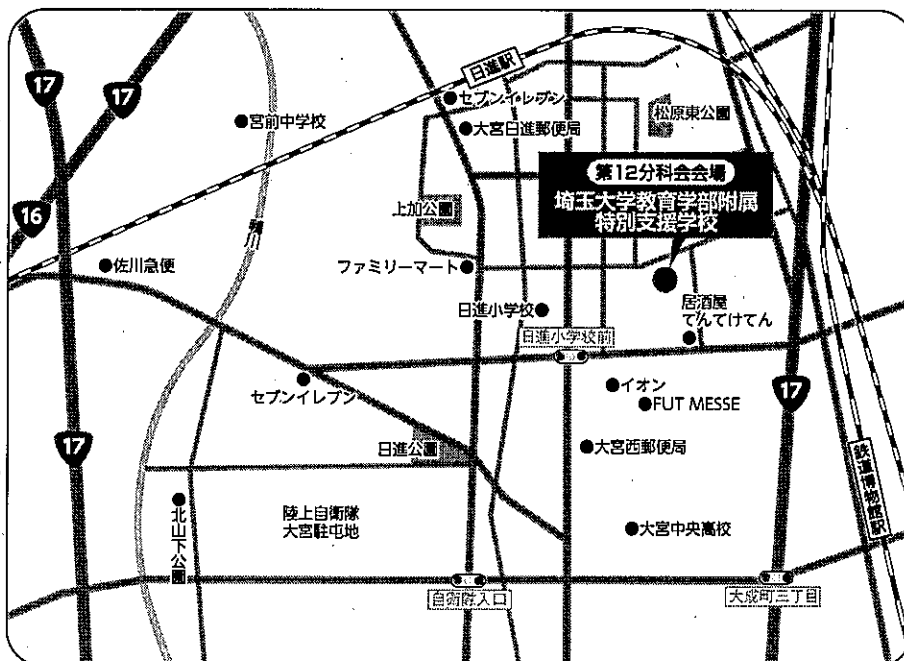 17
17
日進駅
セブンイレブン
宮前中学校
大宮日進郵便局
松原東公園
第12分科会会場
埼玉大学教育学部附属
特別支援学校
16
上加公園
鴨川
佐川急便
ファミリーマート
日進小学校
居酒屋
てんてけてん
日進小学校前
セブンイレブン
イオン
FUT MESSE
17
17
日進公園
大宮西郵便局
鉄道博物館駅
北山下公園
陸上自衛隊
大宮駐屯地
大宮中央高校
自衛隊入口
大成町三丁目